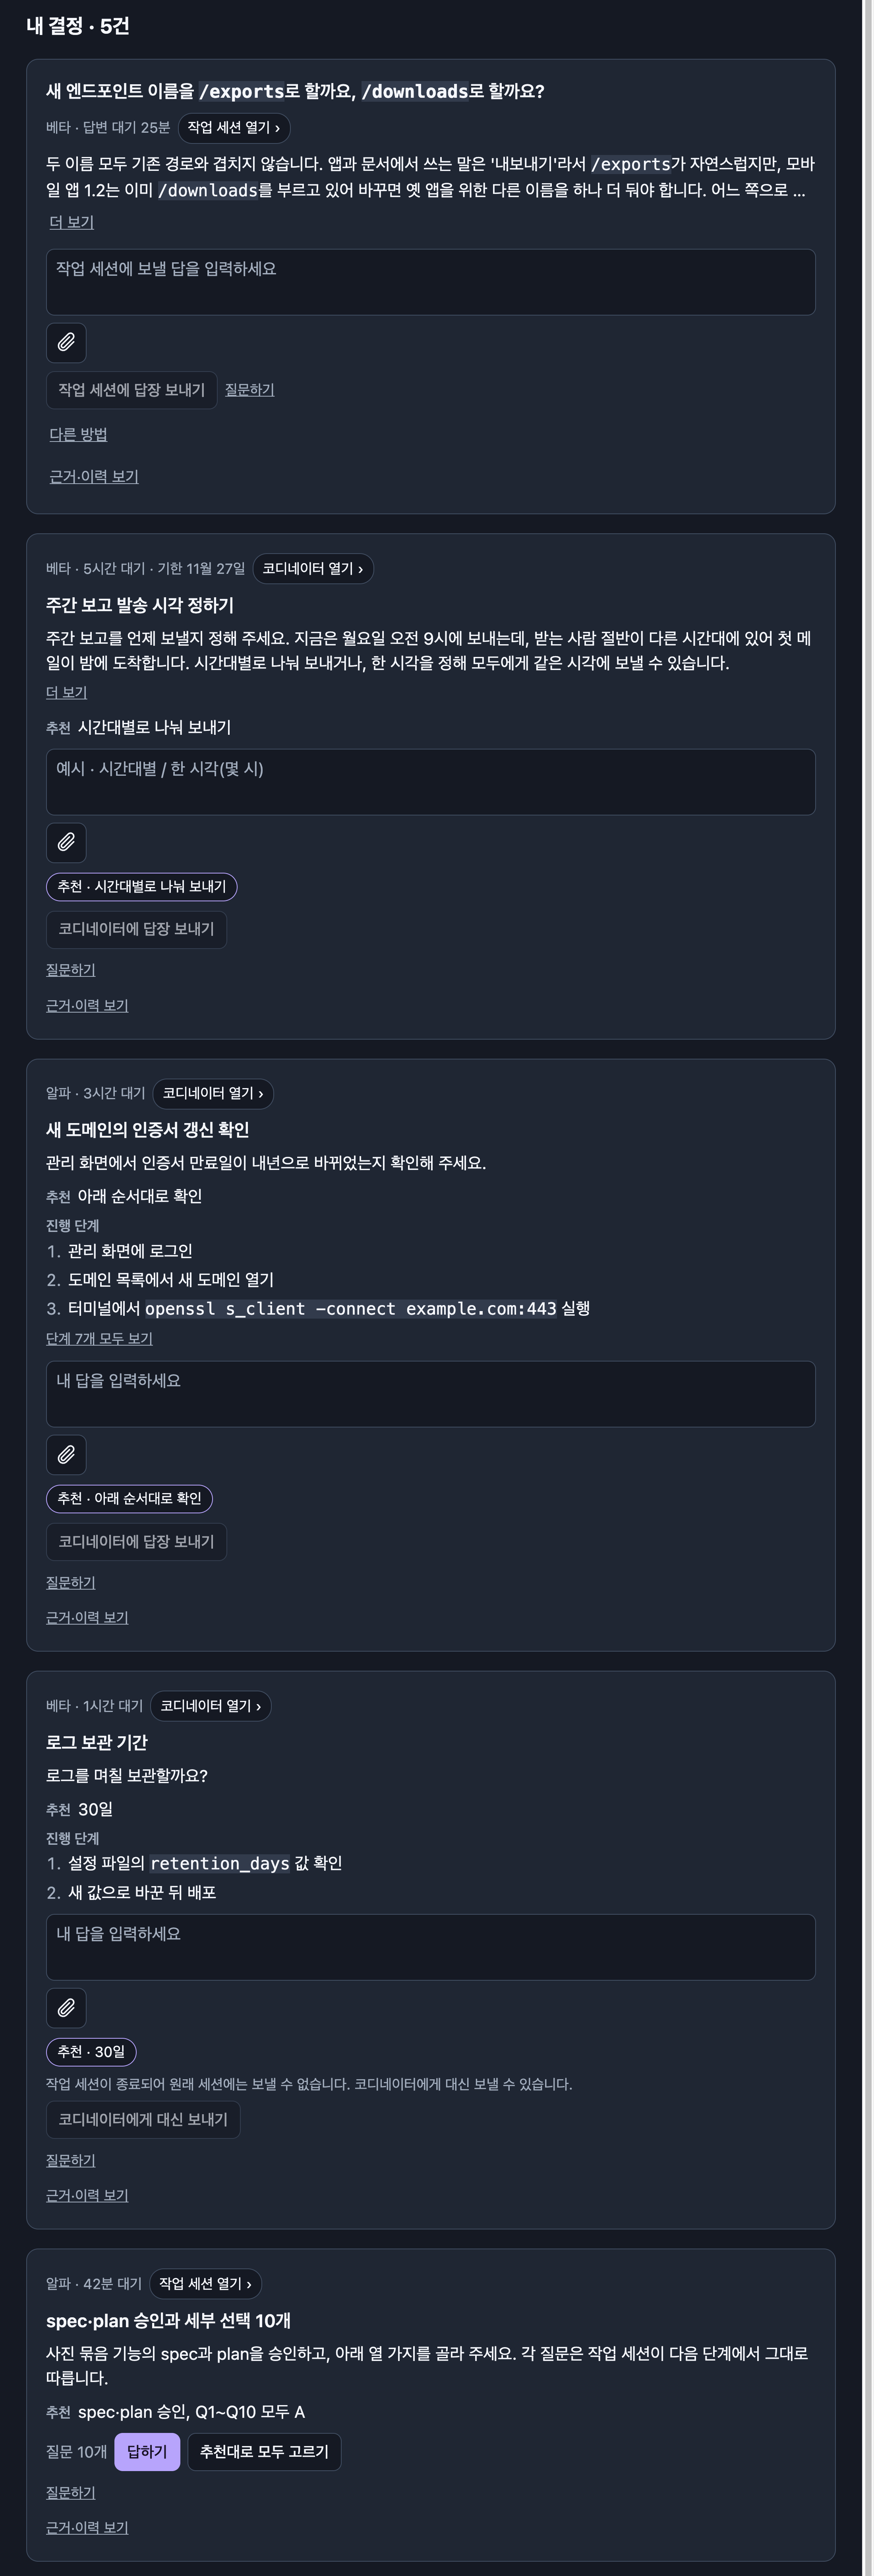 내 결정 · 5건
새 엔드포인트 이름을 /exports로 할까요, /downloads로 할까요?
베타 · 답변 대기 25분 작업 세션 열기 ›
두 이름 모두 기존 경로와 겹치지 않습니다. 앱과 문서에서 쓰는 말은 '내보내기'라서 /exports가 자연스럽지만, 모바
일 앱 1.2는 이미 /downloads를 부르고 있어 바꾸면 옛 앱을 위한 다른 이름을 하나 더 둬야 합니다. 어느 쪽으로 ...
더 보기
작업 세션에 보낼 답을 입력하세요
작업 세션에 답장 보내기 질문하기
다른 방법
근거·이력 보기
베타 · 5시간 대기 · 기한 11월 27일 코디네이터 열기 ›
주간 보고 발송 시각 정하기
주간 보고를 언제 보낼지 정해 주세요. 지금은 월요일 오전 9시에 보내는데, 받는 사람 절반이 다른 시간대에 있어 첫 메
일이 밤에 도착합니다. 시간대별로 나눠 보내거나, 한 시각을 정해 모두에게 같은 시각에 보낼 수 있습니다.
더 보기
추천 시간대별로 나눠 보내기
예시 · 시간대별 / 한 시각(몇 시)
추천 · 시간대별로 나눠 보내기
코디네이터에 답장 보내기
질문하기
근거·이력 보기
알파 · 3시간 대기 코디네이터 열기 ›
새 도메인의 인증서 갱신 확인
관리 화면에서 인증서 만료일이 내년으로 바뀌었는지 확인해 주세요.
추천 아래 순서대로 확인
진행 단계
1. 관리 화면에 로그인
2. 도메인 목록에서 새 도메인 열기
3. 터미널에서 openssl s_client -connect example.com:443 실행
단계 7개 모두 보기
내 답을 입력하세요
추천 · 아래 순서대로 확인
코디네이터에 답장 보내기
질문하기
근거·이력 보기
베타 · 1시간 대기 코디네이터 열기 ›
로그 보관 기간
로그를 며칠 보관할까요?
추천 30일
진행 단계
1. 설정 파일의 retention_days 값 확인
2. 새 값으로 바꾼 뒤 배포
내 답을 입력하세요
추천 · 30일
작업 세션이 종료되어 원래 세션에는 보낼 수 없습니다. 코디네이터에게 대신 보낼 수 있습니다.
코디네이터에게 대신 보내기
질문하기
근거·이력 보기
알파 · 42분 대기 작업 세션 열기 ›
spec·plan 승인과 세부 선택 10개
사진 묶음 기능의 spec과 plan을 승인하고, 아래 열 가지를 골라 주세요. 각 질문은 작업 세션이 다음 단계에서 그대로
따릅니다.
추천 spec·plan 승인, Q1~Q10 모두 A
질문 10개 답하기 추천대로 모두 고르기
질문하기
근거·이력 보기